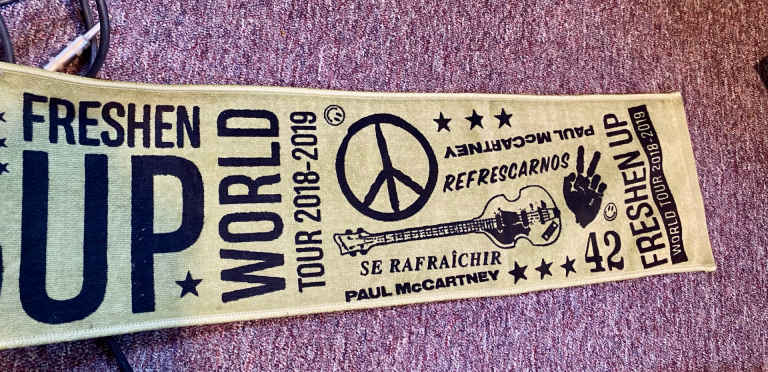 FRESHEN
UP
WORLD
TOUR 2018-2019
PAUL McCARTNEY
REFRESCARNOS
SE RAFRAÎCHIR
PAUL McCARTNEY
42
FRESHEN UP
WORLD TOUR 2018-2019